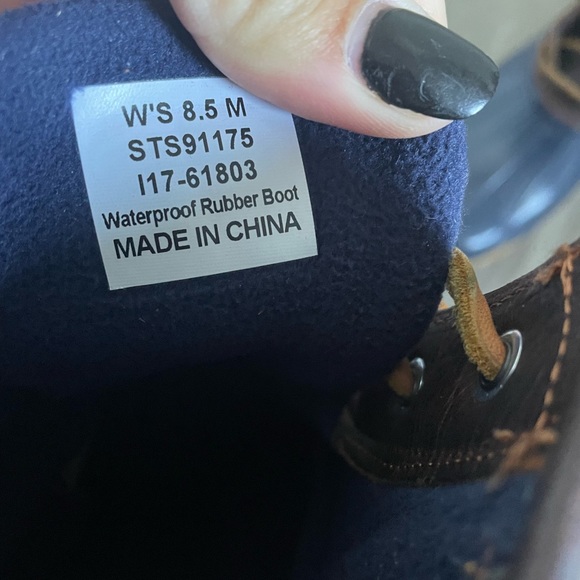 W'S 8.5 M
STS91175
I17-61803
Waterproof Rubber Boot
MADE IN CHINA